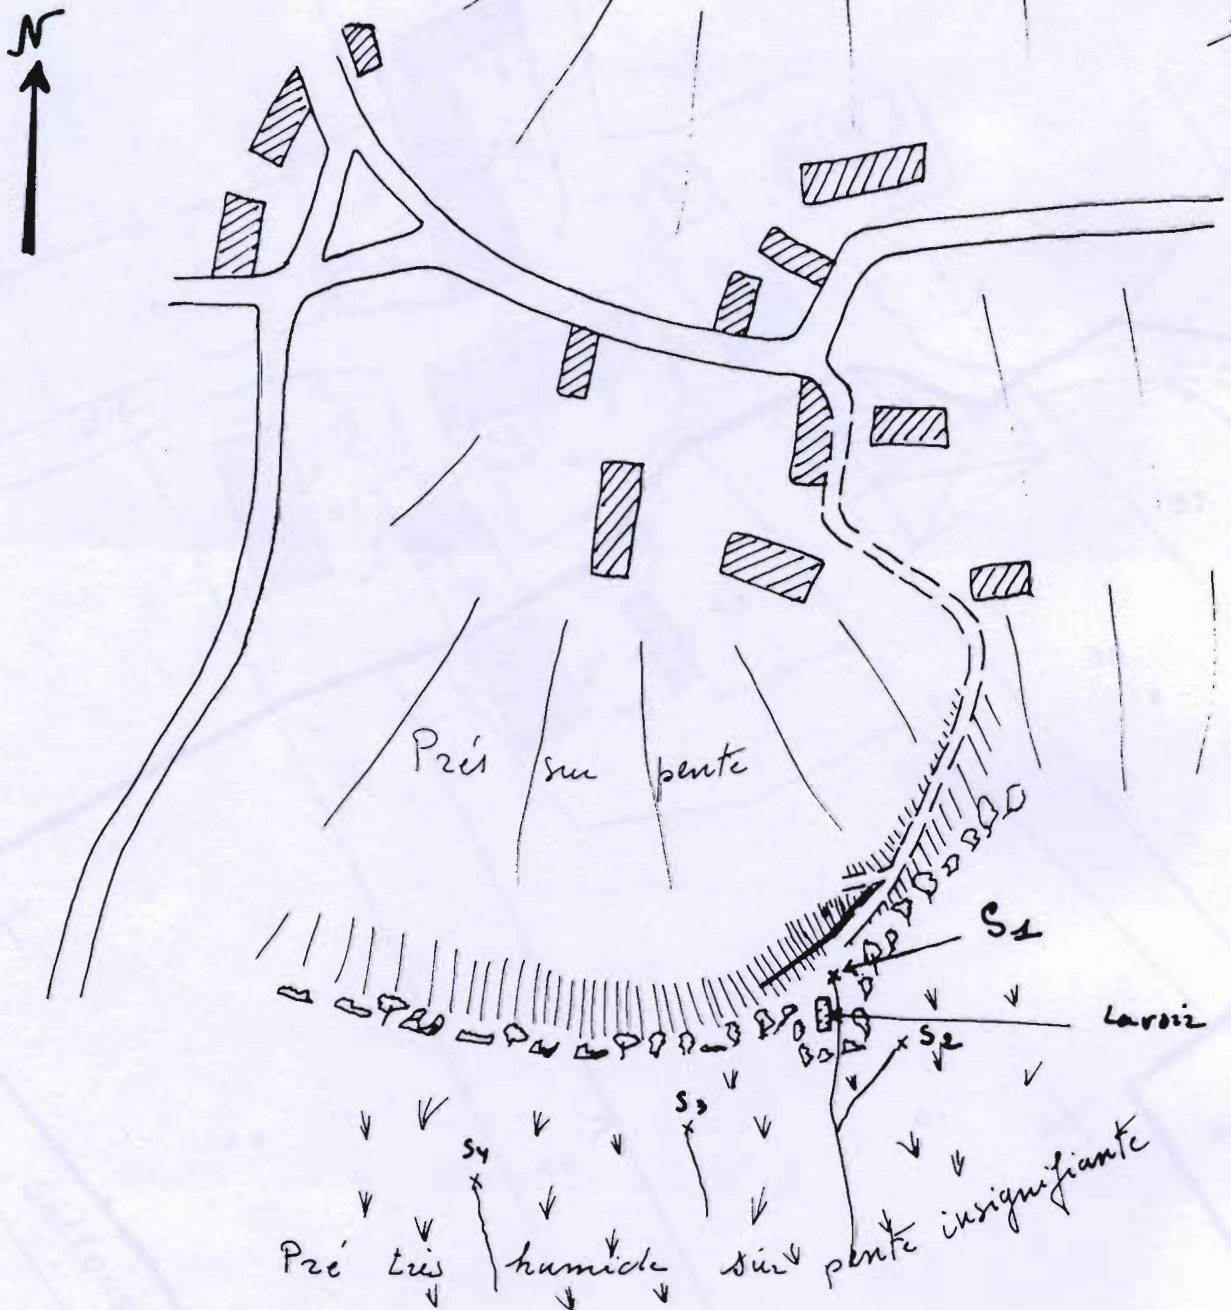 N
Prés sur pente
S1
Lavoir
S2
S3
S4
Pré très humide sur pente insignifiante